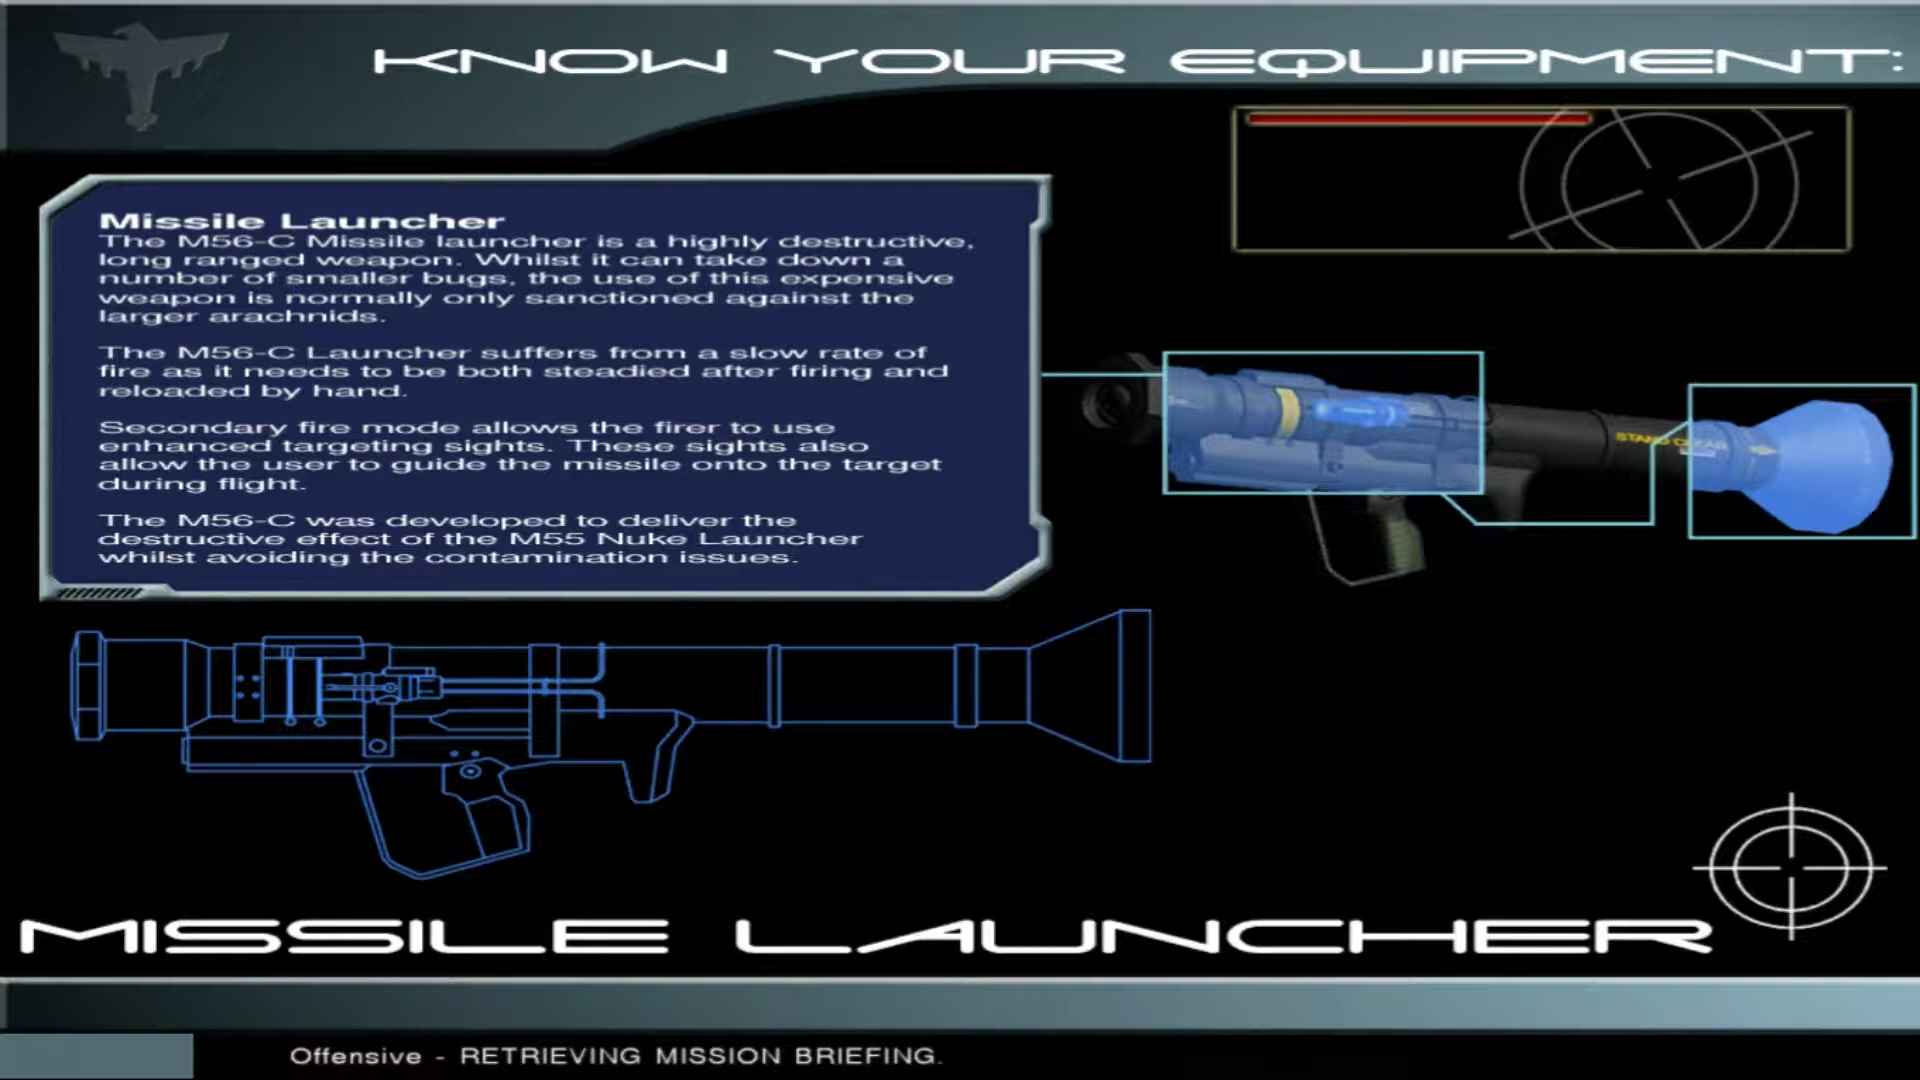 KNOW YOUR EQUIPMENT:
Missile Launcher
The M56-C Missile launcher is a highly destructive,
long ranged weapon. Whilst it can take down a
number of smaller bugs, the use of this expensive
weapon is normally only sanctioned against the
larger arachnids.
The M56-C Launcher suffers from a slow rate of
fire as it needs to be both steadied after firing and
reloaded by hand.
Secondary fire mode allows the firer to use
enhanced targeting sights. These sights also
allow the user to guide the missile onto the target
during flight.
The M56-C was developed to deliver the
destructive effect of the M55 Nuke Launcher
whilst avoiding the contamination issues.
STAND CLEAR
MISSILE LAUNCHER
Offensive - RETRIEVING MISSION BRIEFING.